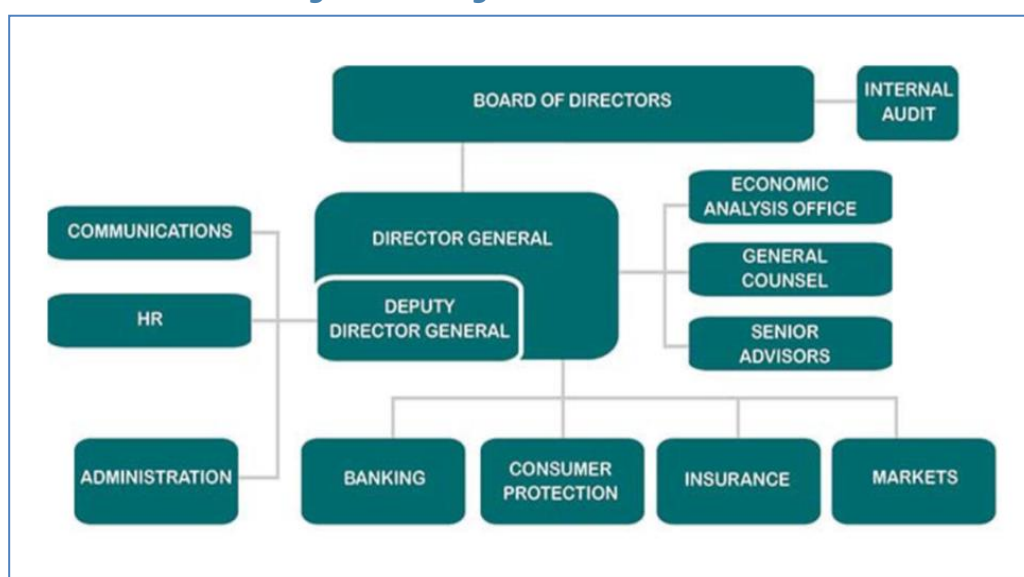 BOARD OF DIRECTORS
INTERNAL
AUDIT
ECONOMIC
ANALYSIS OFFICE
COMMUNICATIONS
DIRECTOR GENERAL
GENERAL
COUNSEL
HR
DEPUTY
DIRECTOR GENERAL
SENIOR
ADVISORS
ADMINISTRATION
BANKING
CONSUMER
PROTECTION
INSURANCE
MARKETS